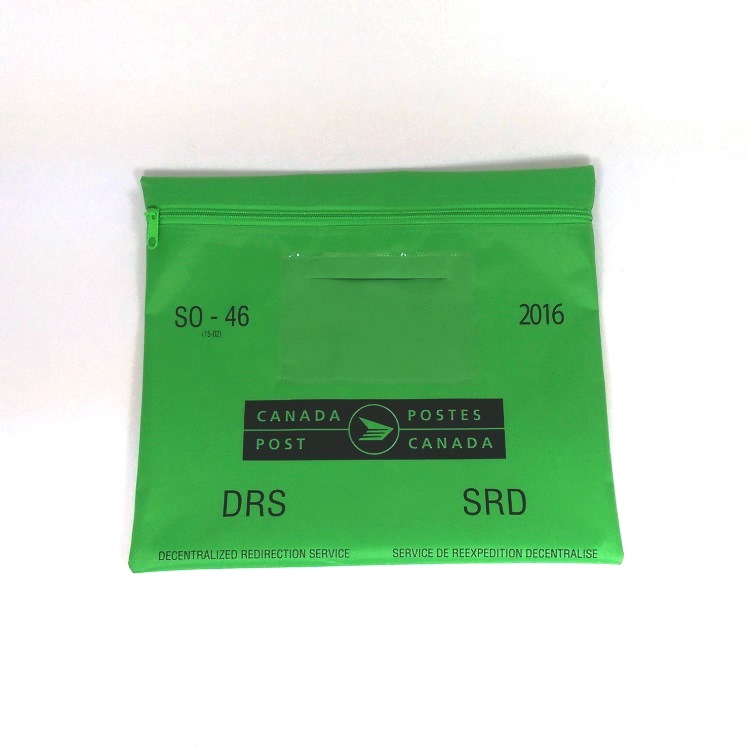 SO - 46
(15-02)
2016
CANADA POSTES
POST CANADA
DRS
SRD
DECENTRALIZED REDIRECTION SERVICE
SERVICE DE REEXPEDITION DECENTRALISE